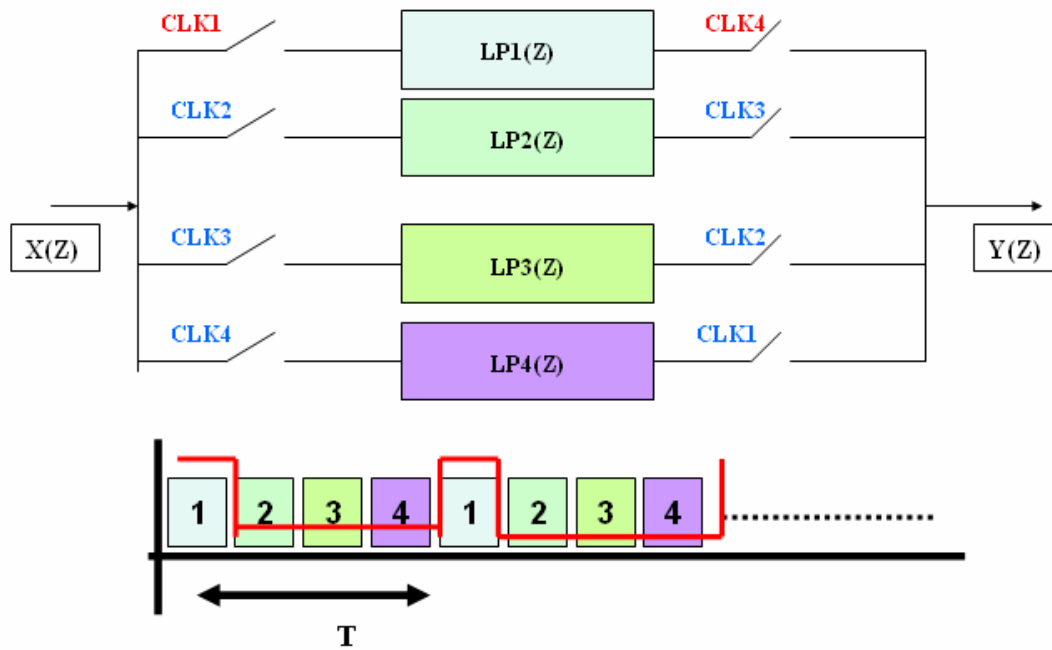 CLK1 LP1(Z) CLK4
CLK2 LP2(Z) CLK3
X(Z) Y(Z)
CLK3 LP3(Z) CLK2
CLK4 LP4(Z) CLK1
1 2 3 4 1 2 3 4
T